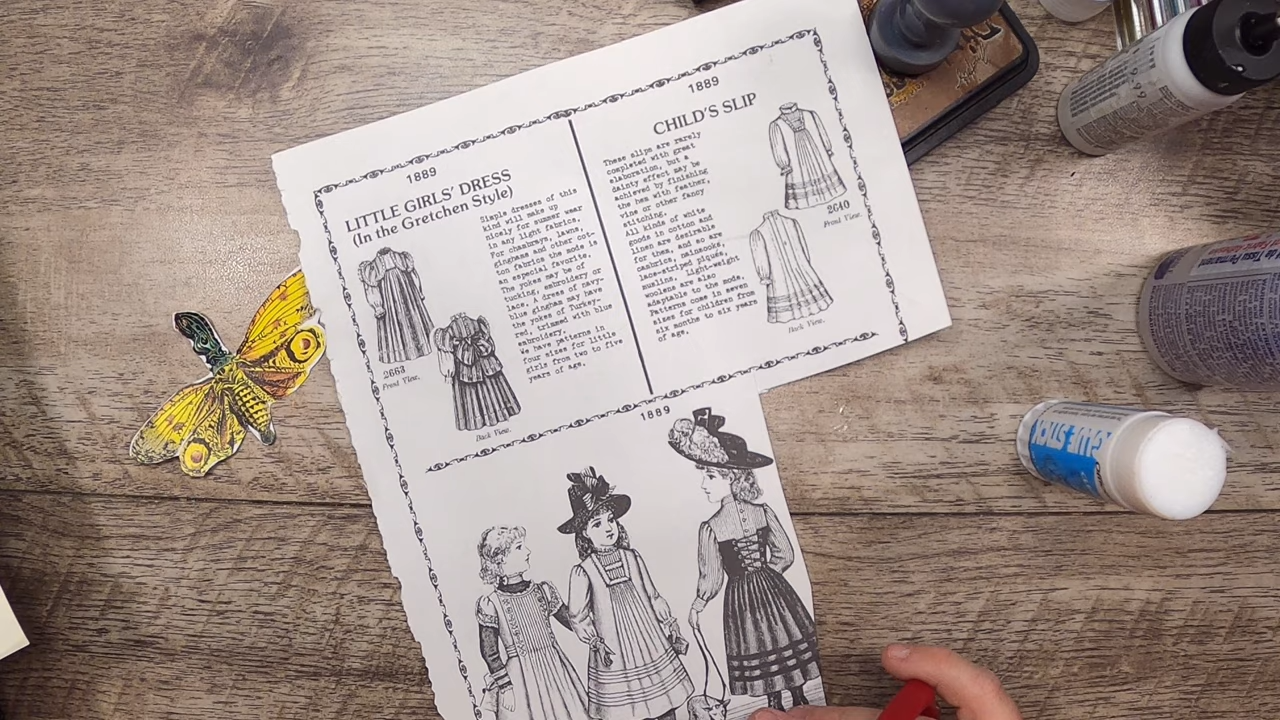 1889
LITTLE GIRLS' DRESS
(In the Gretchen Style)
Simple dresses of this
kind will make up
nicely for summer wear
in any light fabrics.
For chambrays, lawns,
ginghams and other cot-
ton fabrics the mode is
an especial favorite.
The yokes may be of
tucking, embroidery or
lace. A dress of navy-
blue gingham may have
the yokes of Turkey-
red, trimmed with blue
embroidery.
We have patterns in
four sizes for little
girls from two to five
years of age.
2663
Front View.
Back View.
1889
CHILD'S SLIP
These slips are rarely
completed with great
elaboration, but a
dainty effect may be
achieved by finishing
the hem with feather,
vine or other fancy
stitching.
All kinds of white
goods in cotton and
linen are desirable
for them, and so are
cambrics, nainsooks,
lace-striped piqués,
muslins. Light-weight
woolens are also
adaptable to the mode.
Patterns come in seven
sizes for children from
six months to six years
of age.
2640
Front View.
Back View.
1889
GLUE STICK